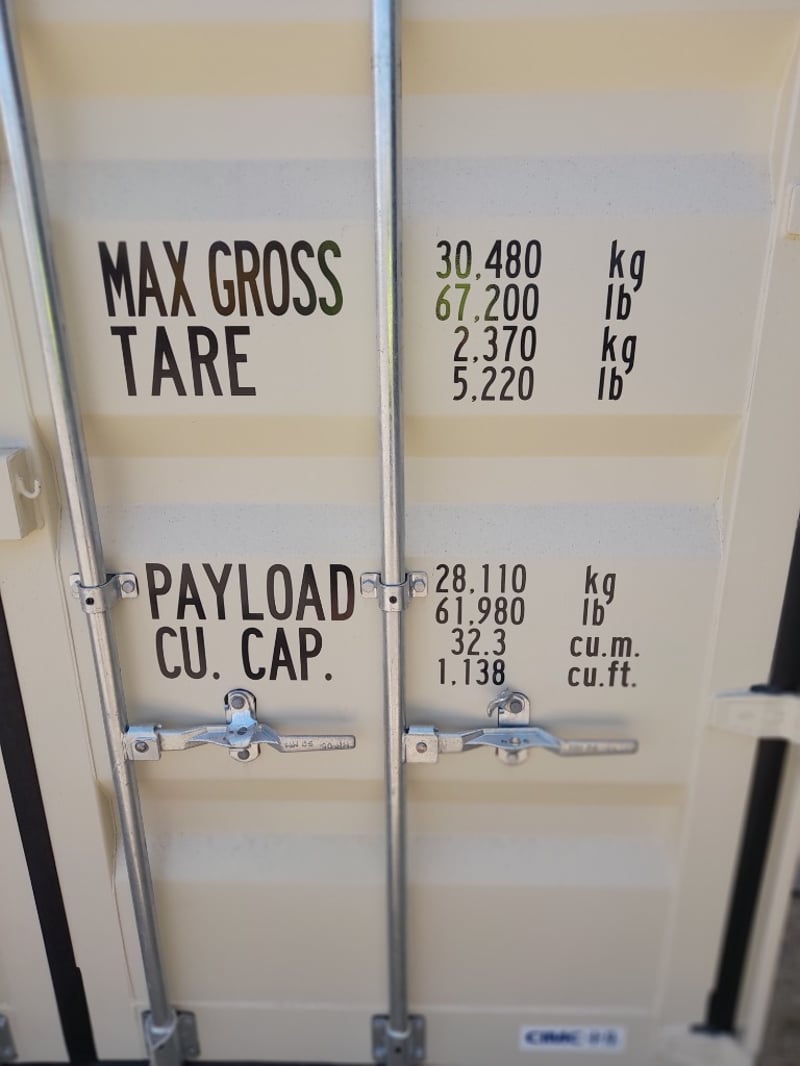 MAX GROSS 30,480 kg
67,200 lb
TARE 2,370 kg
5,220 lb
PAYLOAD 28,110 kg
61,980 lb
CU. CAP. 32.3 cu.m.
1,138 cu.ft.
CIMC